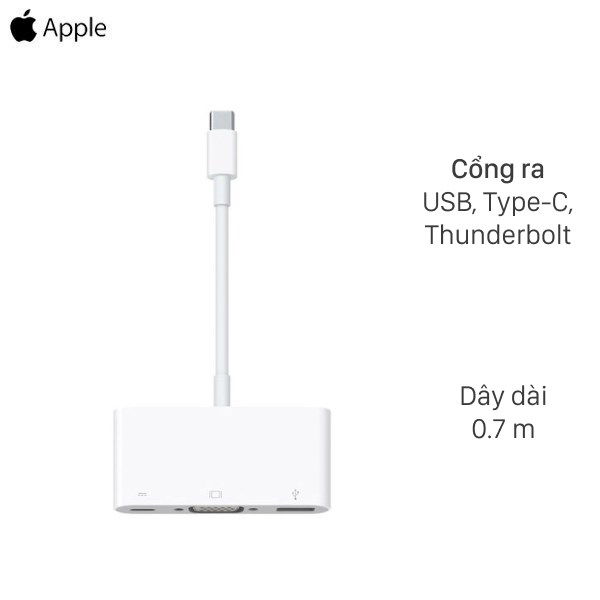 Apple
Cổng ra
USB, Type-C,
Thunderbolt
Dây dài
0.7 m